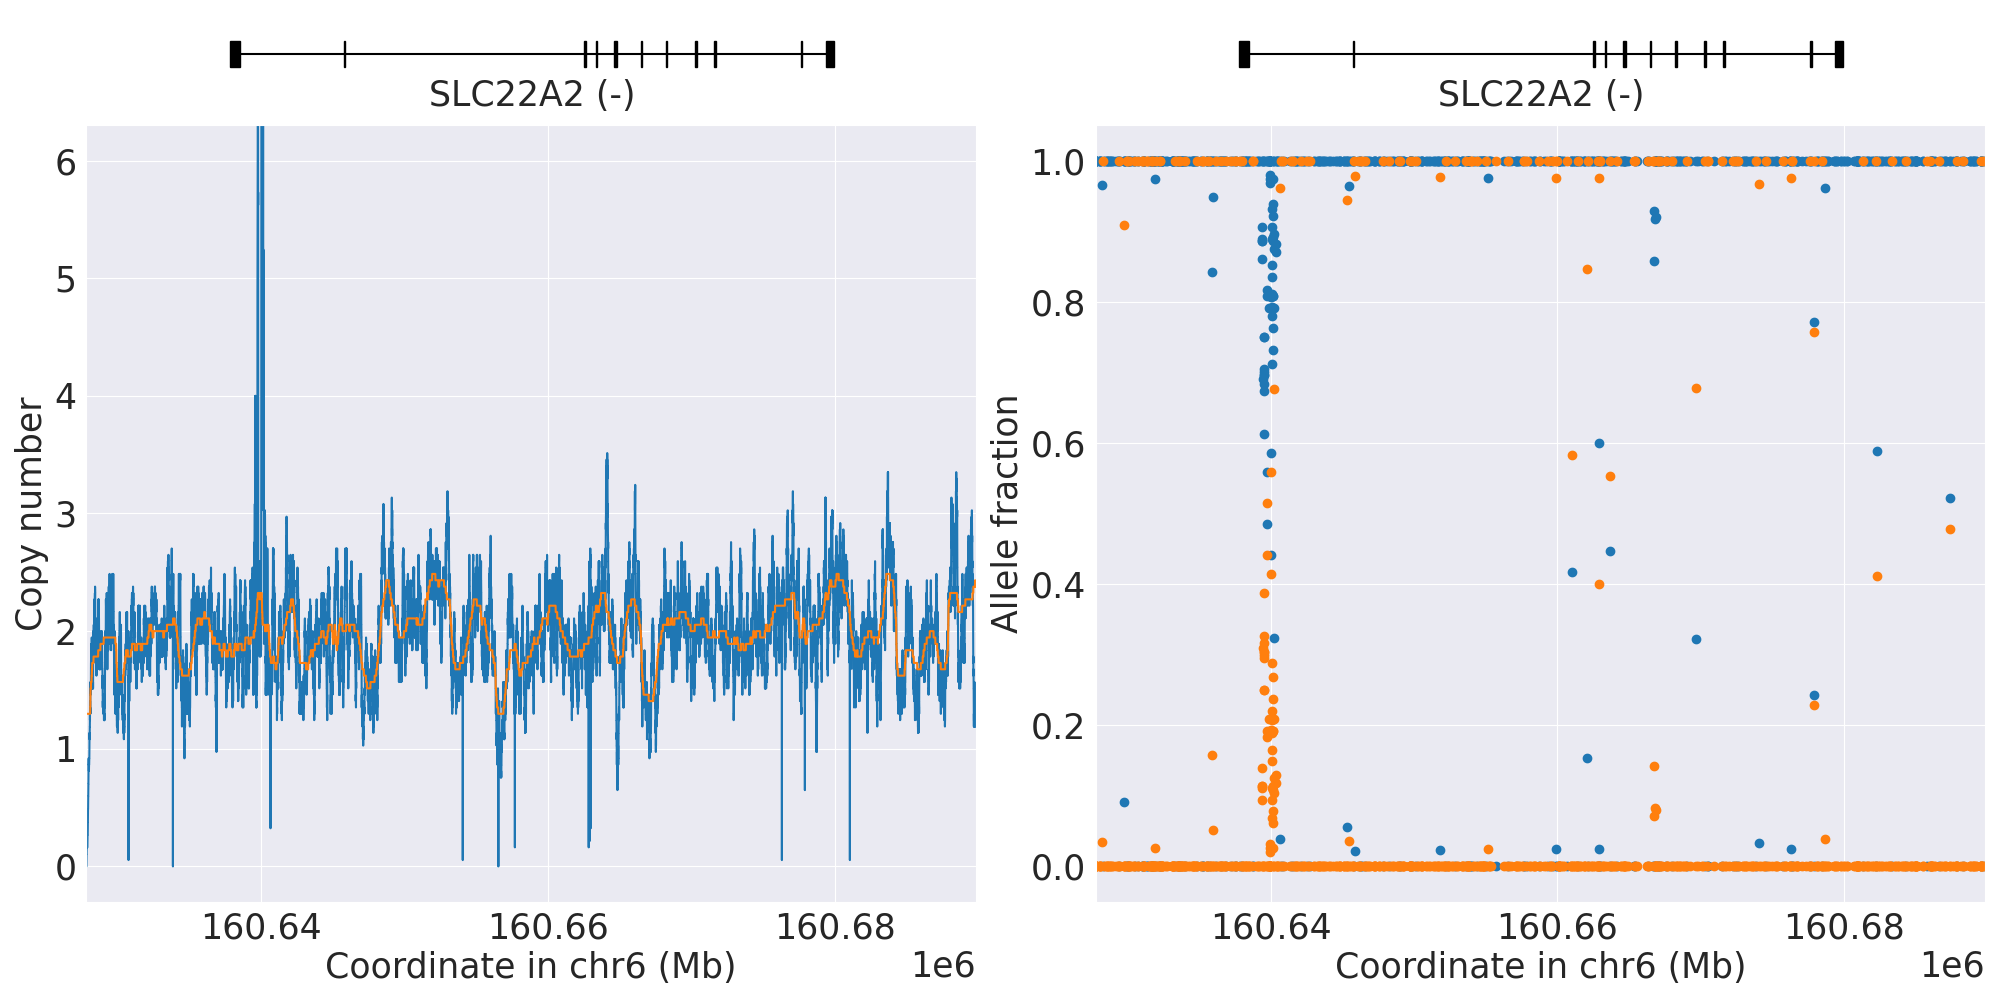 SLC22A2 (-)
SLC22A2 (-)
Copy number
6
5
4
3
2
1
0
160.64
160.66
160.68
Coordinate in chr6 (Mb)
1e6
Allele fraction
1.0
0.8
0.6
0.4
0.2
0.0
160.64
160.66
160.68
Coordinate in chr6 (Mb)
1e6